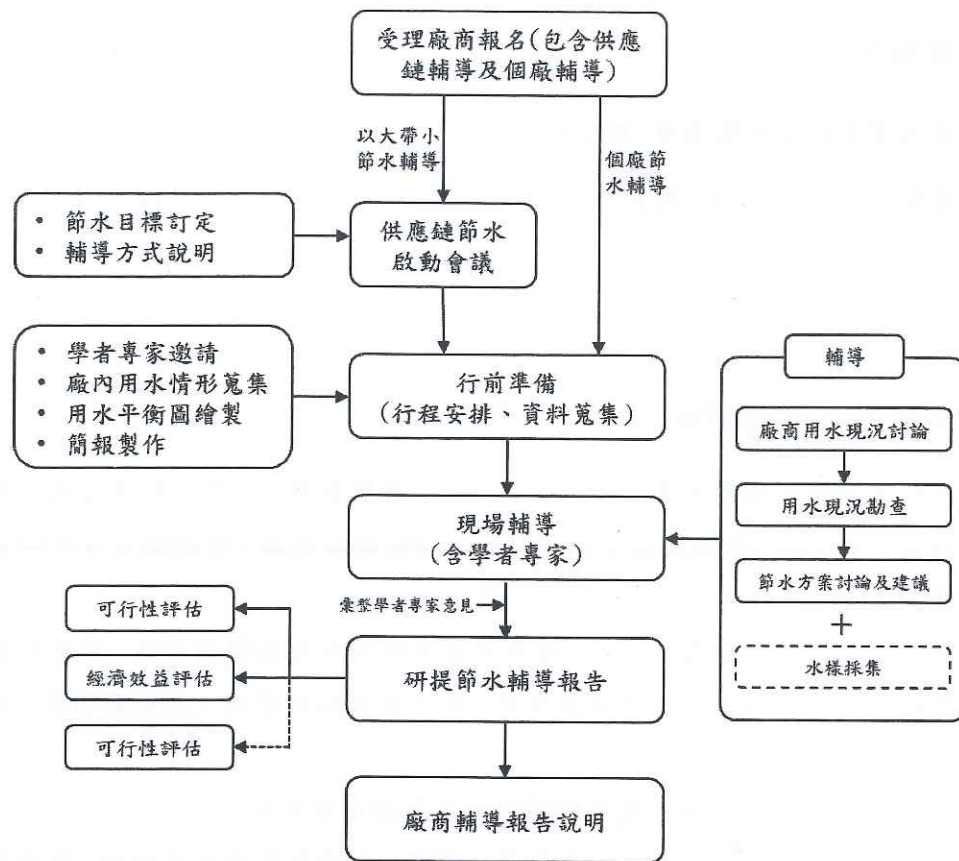 受理廠商報名(包含供應
鏈輔導及個廠輔導)
以大帶小
節水輔導
個廠節
水輔導
• 節水目標訂定
• 輔導方式說明
供應鏈節水
啟動會議
• 學者專家邀請
• 廠內用水情形蒐集
• 用水平衡圖繪製
• 簡報製作
行前準備
(行程安排、資料蒐集)
輔導
廠商用水現況討論
用水現況勘查
節水方案討論及建議
+
水樣採集
現場輔導
(含學者專家)
彙整學者專家意見
可行性評估
經濟效益評估
可行性評估
研提節水輔導報告
廠商輔導報告說明